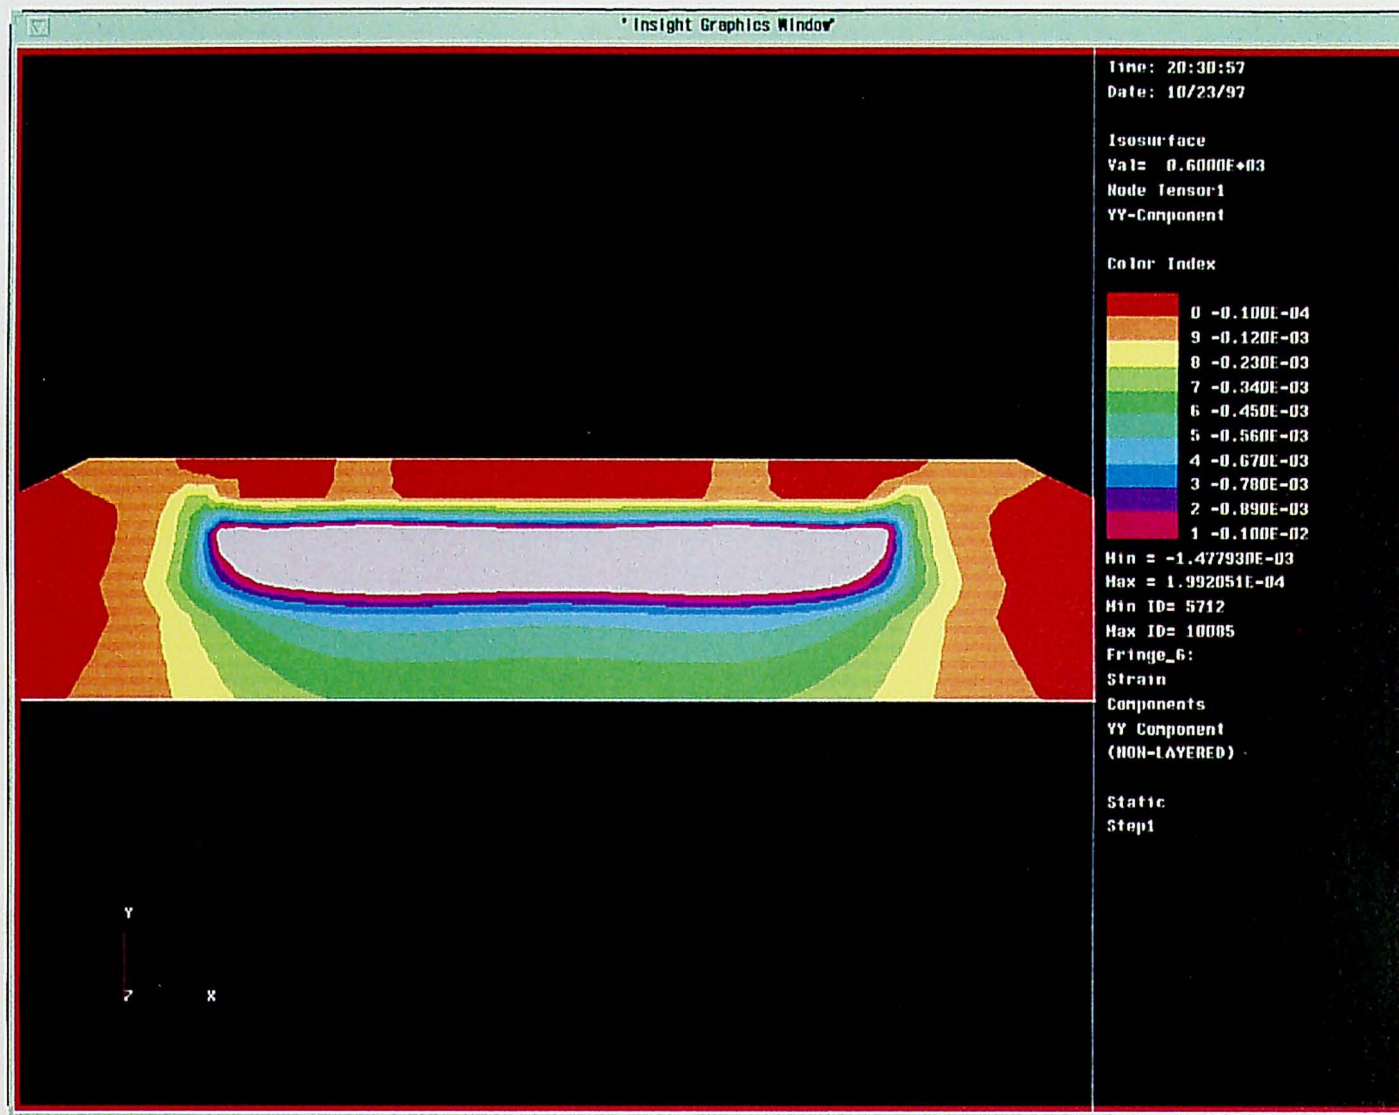 "Insight Graphics Window"
Time: 20:30:57
Date: 10/23/97
Isosurface
Val= 0.6000E+03
Node Tensor1
YY-Component
Color Index
0 -0.100E-04
9 -0.120E-03
8 -0.230E-03
7 -0.340E-03
6 -0.450E-03
5 -0.560E-03
4 -0.670E-03
3 -0.780E-03
2 -0.890E-03
1 -0.100E-02
Min = -1.477930E-03
Max = 1.992051E-04
Min ID= 5712
Max ID= 10005
Fringe_6:
Strain
Components
YY Component
(NON-LAYERED)
Static
Step1
Y
Z X